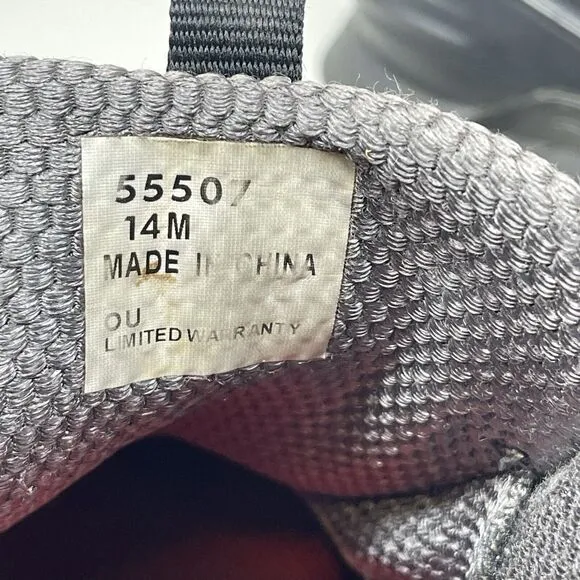 55507
14M
MADE IN CHINA
OU
LIMITED WARRANTY